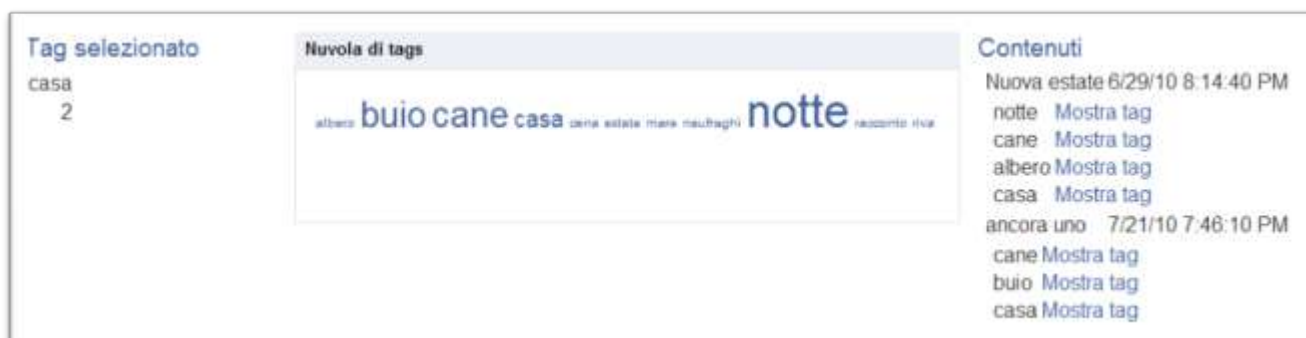 Tag selezionato
casa
2
Nuvola di tags
albero buio cane casa cena estate mare naufraghi notte racconto riva
Contenuti
Nuova estate 6/29/10 8:14:40 PM
notte Mostra tag
cane Mostra tag
albero Mostra tag
casa Mostra tag
ancora uno 7/21/10 7:46:10 PM
cane Mostra tag
buio Mostra tag
casa Mostra tag